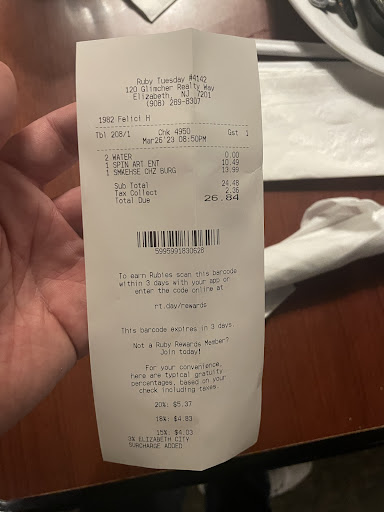 Ruby Tuesday #4142
120 Glimcher Realty Way
Elizabeth, NJ 7201
(908) 289-8307
1982 Felici H
Tbl 208/1 Chk 4950 Gst 1
Mar26'23 08:50PM
2 WATER 0.00
1 SPIN ART ENT 10.49
1 SMKEHSE CHZ BURG 13.99
Sub Total 24.48
Tax Collect 2.36
Total Due 26.84
5995991830628
To earn Rubies scan this barcode
within 3 days with your app or
enter the code online at
rt.day/rewards
This barcode expires in 3 days.
Not a Ruby Rewards Member?
Join today!
For your convenience,
here are typical gratuity
percentages, based on your
check including taxes.
20%: $5.37
18%: $4.83
15%: $4.03
3% ELIZABETH CITY
SURCHARGE ADDED